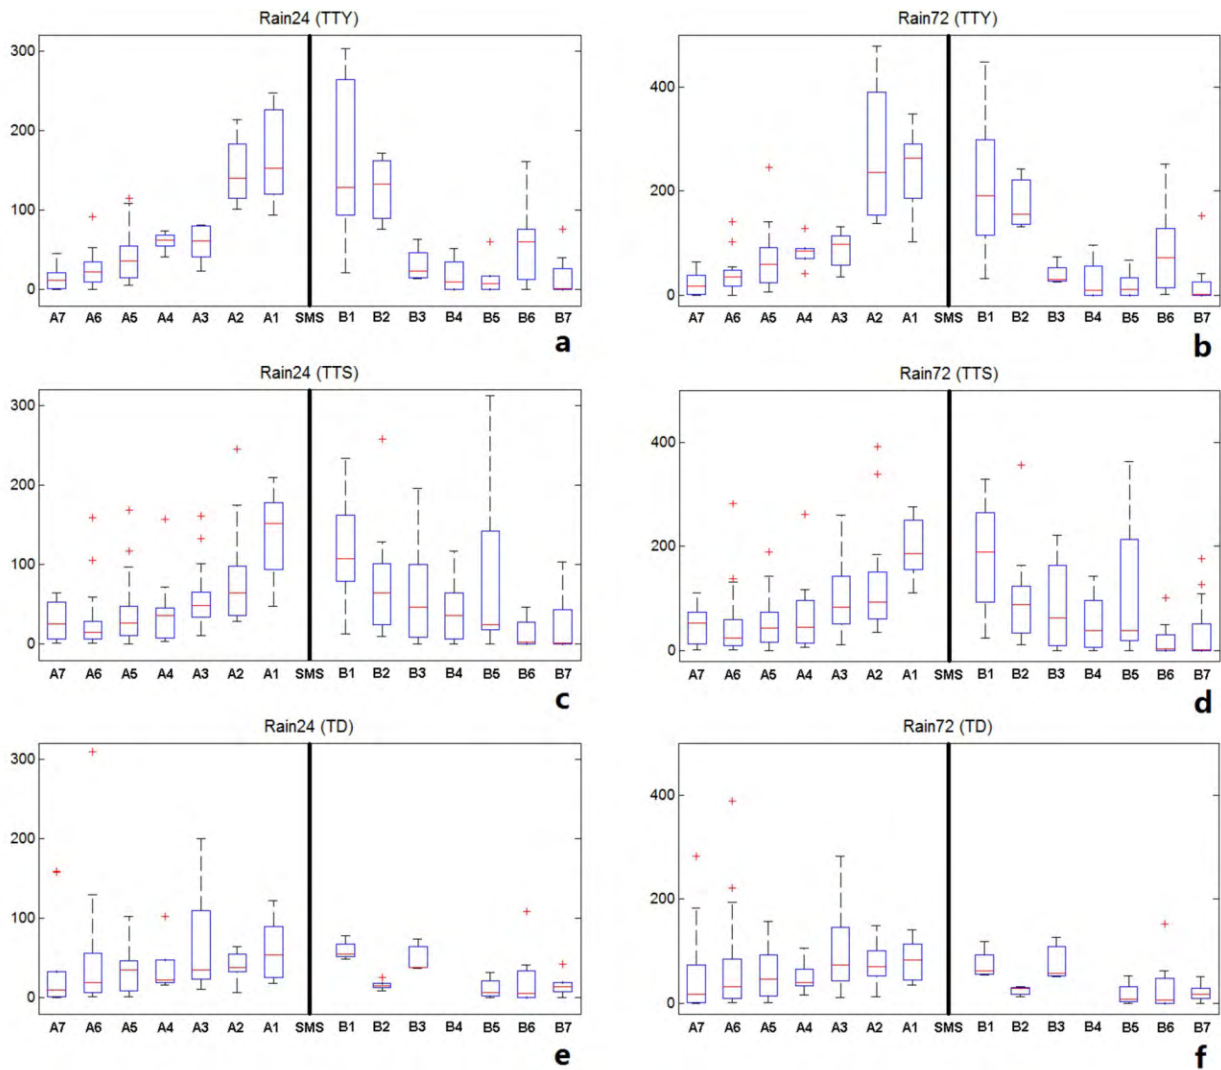 Rain24 (TTY)
Rain72 (TTY)
300
200
100
0
A7 A6 A5 A4 A3 A2 A1 SMS B1 B2 B3 B4 B5 B6 B7
a
400
200
0
A7 A6 A5 A4 A3 A2 A1 SMS B1 B2 B3 B4 B5 B6 B7
b
Rain24 (TTS)
Rain72 (TTS)
300
200
100
0
A7 A6 A5 A4 A3 A2 A1 SMS B1 B2 B3 B4 B5 B6 B7
c
400
200
0
A7 A6 A5 A4 A3 A2 A1 SMS B1 B2 B3 B4 B5 B6 B7
d
Rain24 (TD)
Rain72 (TD)
300
200
100
0
A7 A6 A5 A4 A3 A2 A1 SMS B1 B2 B3 B4 B5 B6 B7
e
400
200
0
A7 A6 A5 A4 A3 A2 A1 SMS B1 B2 B3 B4 B5 B6 B7
f